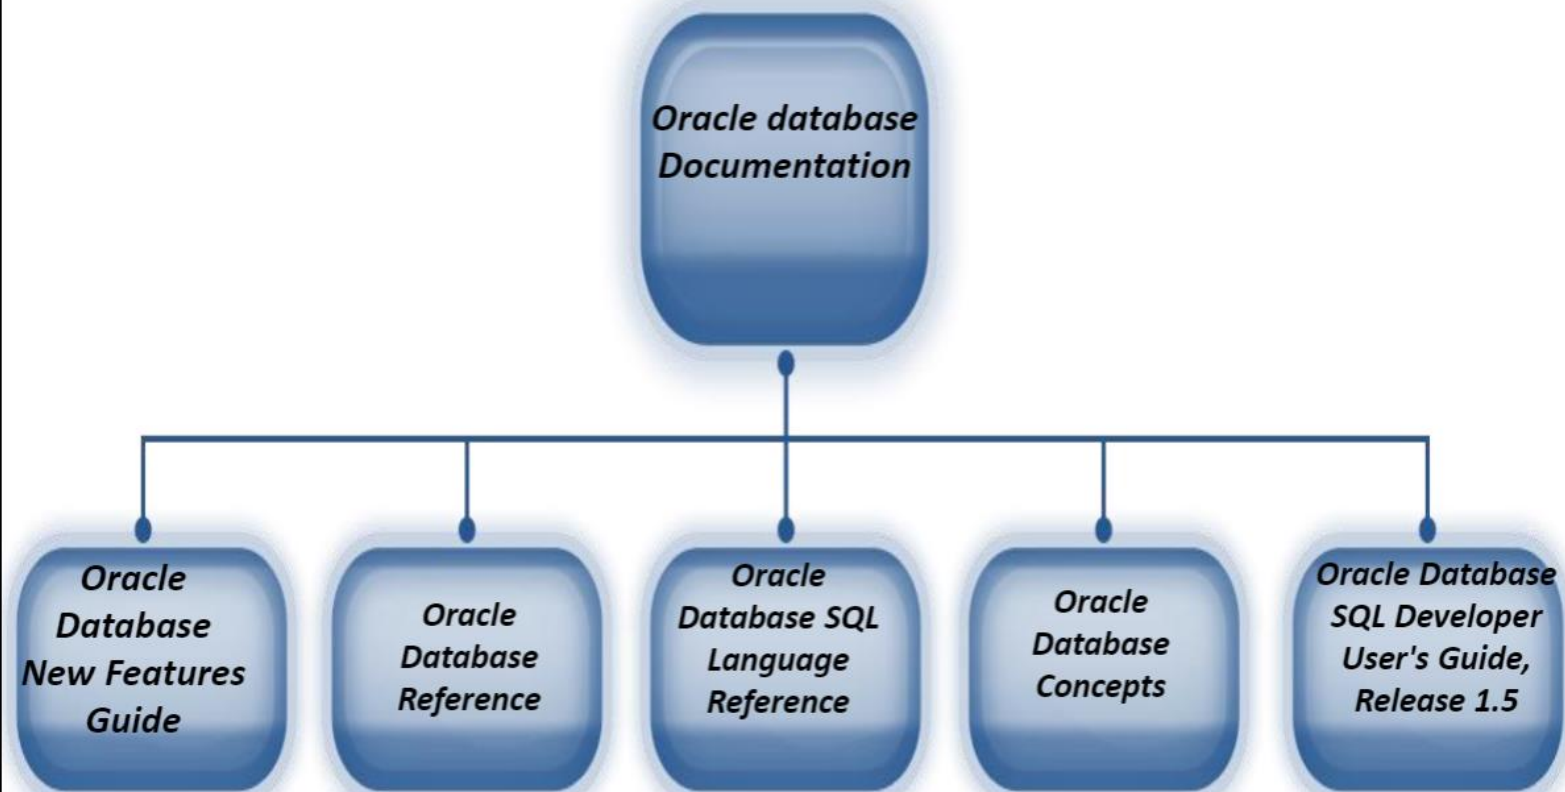 Oracle database
Documentation
Oracle
Database
New Features
Guide
Oracle
Database
Reference
Oracle
Database SQL
Language
Reference
Oracle
Database
Concepts
Oracle Database
SQL Developer
User's Guide,
Release 1.5